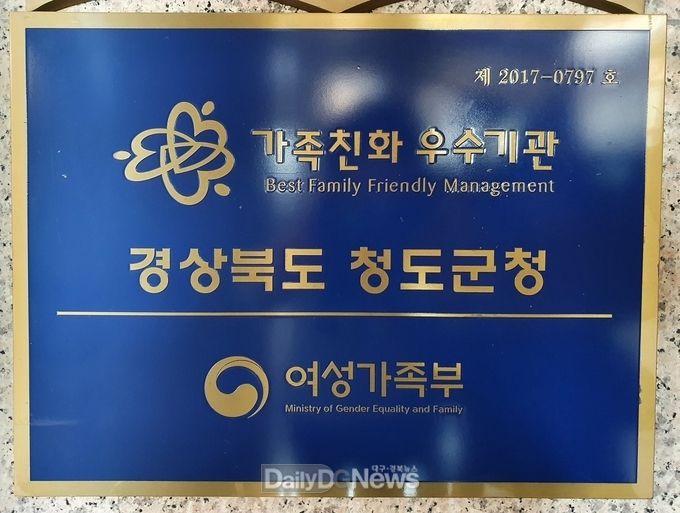 제 2017-0797 호
가족친화 우수기관
Best Family Friendly Management
경상북도 청도군청
여성가족부
Ministry of Gender Equality and Family
대구·경북뉴스
DailyDGNews